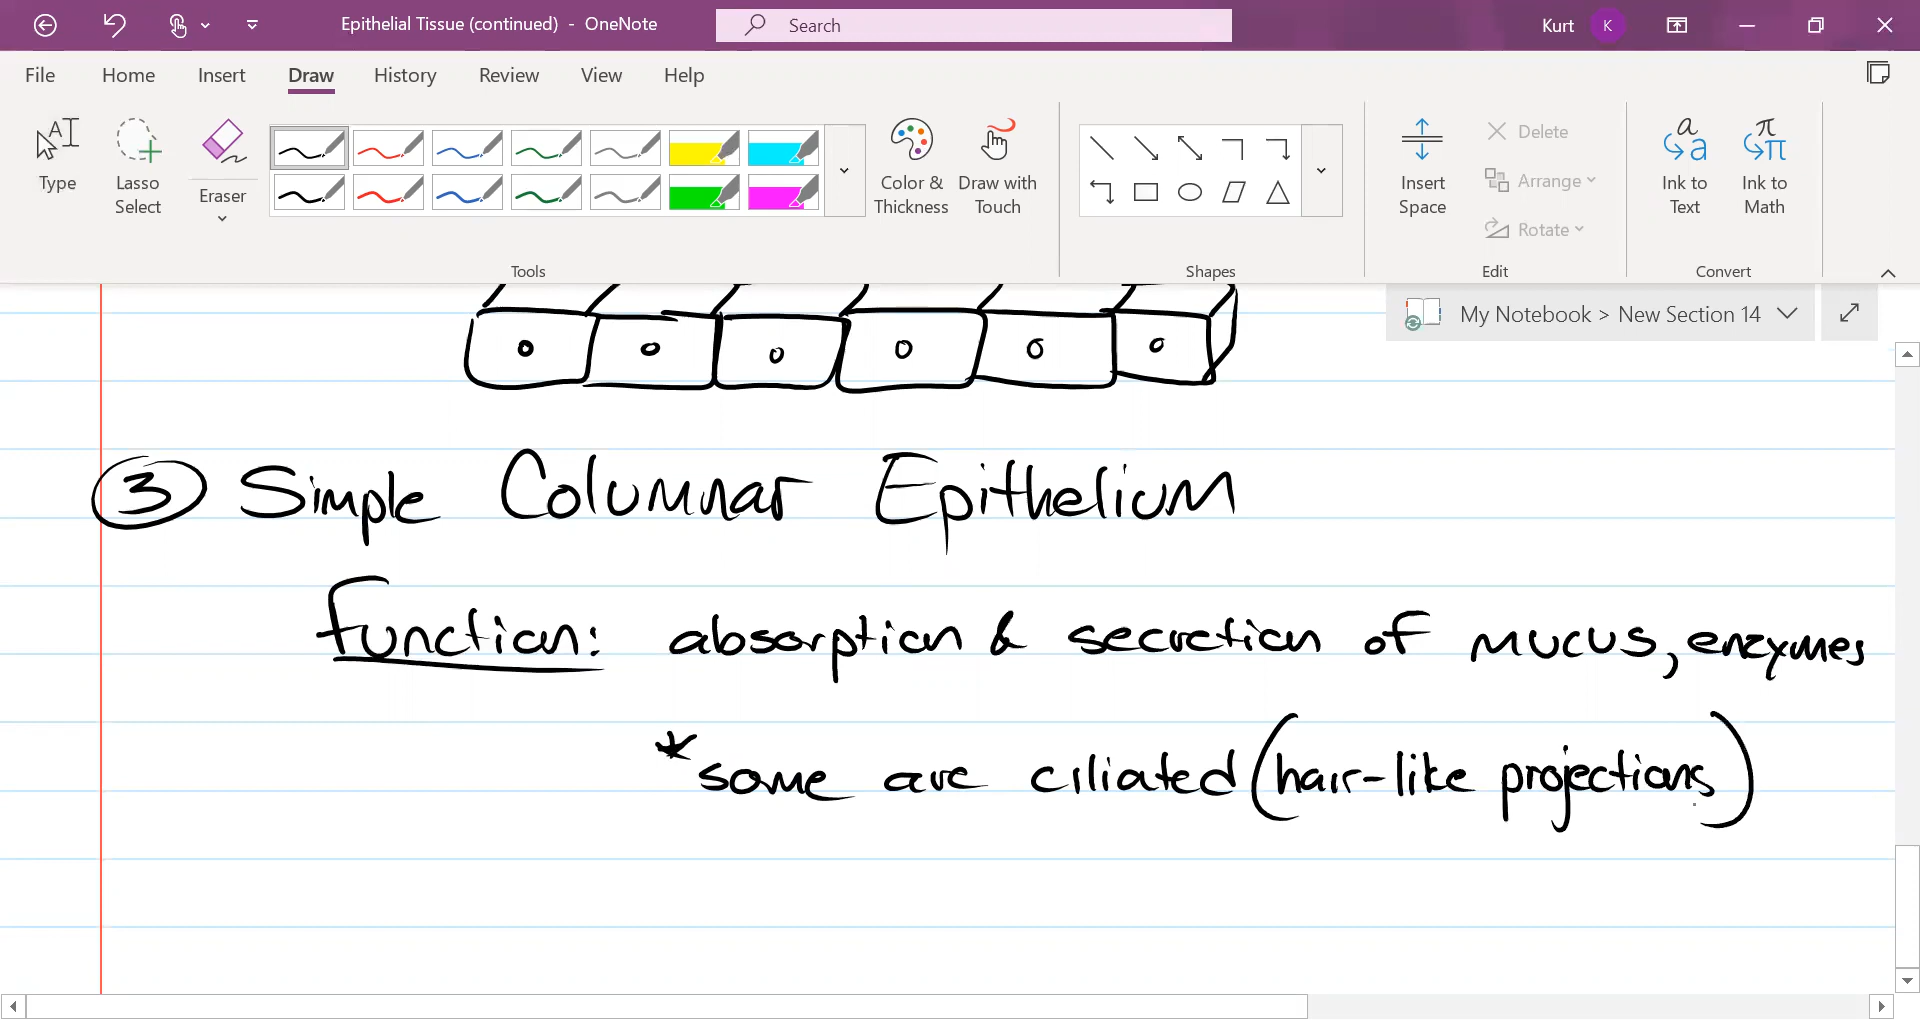 Epithelial Tissue (continued) - OneNote
Search
Kurt K
File Home Insert Draw History Review View Help
Type
Lasso Select
Eraser
Color & Thickness
Draw with Touch
Insert Space
Delete
Arrange
Rotate
Ink to Text
Ink to Math
Tools
Shapes
Edit
Convert
My Notebook > New Section 14
3 Simple Columnar Epithelium
function: absorption & secretion of mucus, enzymes
*some are ciliated (hair-like projections)